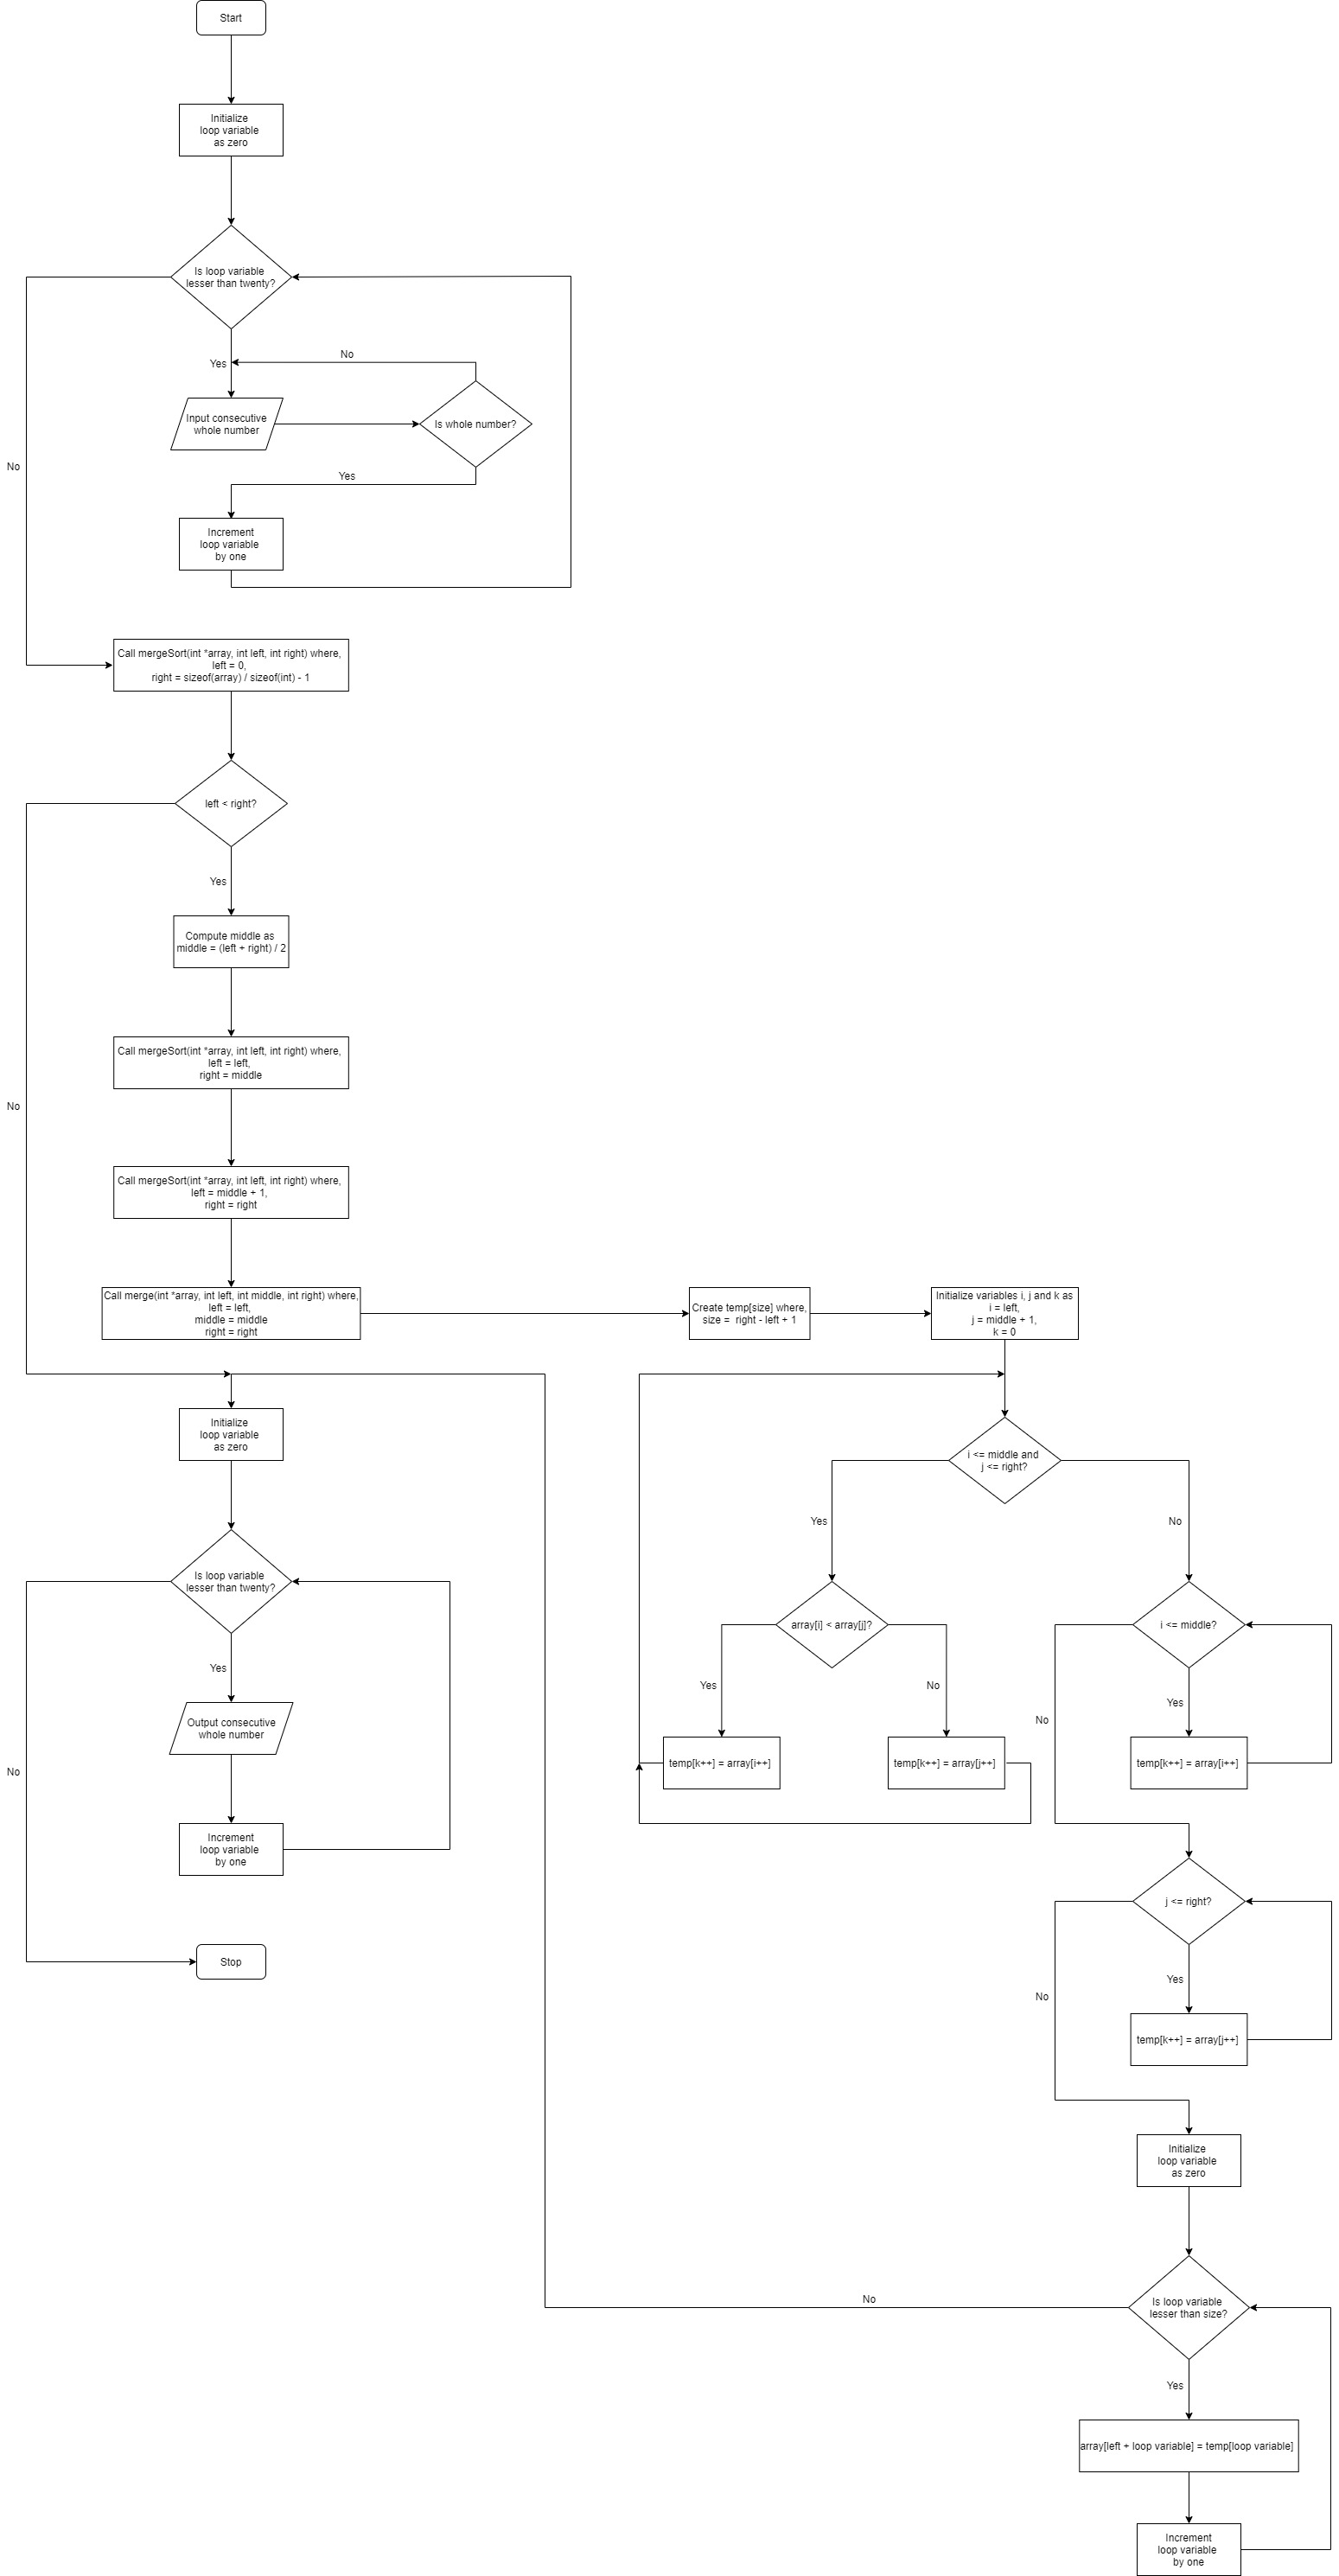 Start
Initialize
loop variable
as zero
Is loop variable
lesser than twenty?
No
Yes
Input consecutive
whole number
Is whole number?
No
Yes
Increment
loop variable
by one
Call mergeSort(int *array, int left, int right) where,
left = 0,
right = sizeof(array) / sizeof(int) - 1
left < right?
Yes
Compute middle as
middle = (left + right) / 2
Call mergeSort(int *array, int left, int right) where,
left = left,
right = middle
No
Call mergeSort(int *array, int left, int right) where,
left = middle + 1,
right = right
Call merge(int *array, int left, int middle, int right) where,
left = left,
middle = middle
right = right
Create temp[size] where,
size =  right - left + 1
Initialize variables i, j and k as
i = left,
j = middle + 1,
k = 0
Initialize
loop variable
as zero
Is loop variable
lesser than twenty?
Yes
Output consecutive
whole number
No
Increment
loop variable
by one
Stop
i <= middle and
j <= right?
Yes
No
array[i] < array[j]?
Yes
No
temp[k++] = array[i++]
temp[k++] = array[j++]
i <= middle?
Yes
No
temp[k++] = array[i++]
j <= right?
Yes
No
temp[k++] = array[j++]
Initialize
loop variable
as zero
Is loop variable
lesser than size?
No
Yes
array[left + loop variable] = temp[loop variable]
Increment
loop variable
by one